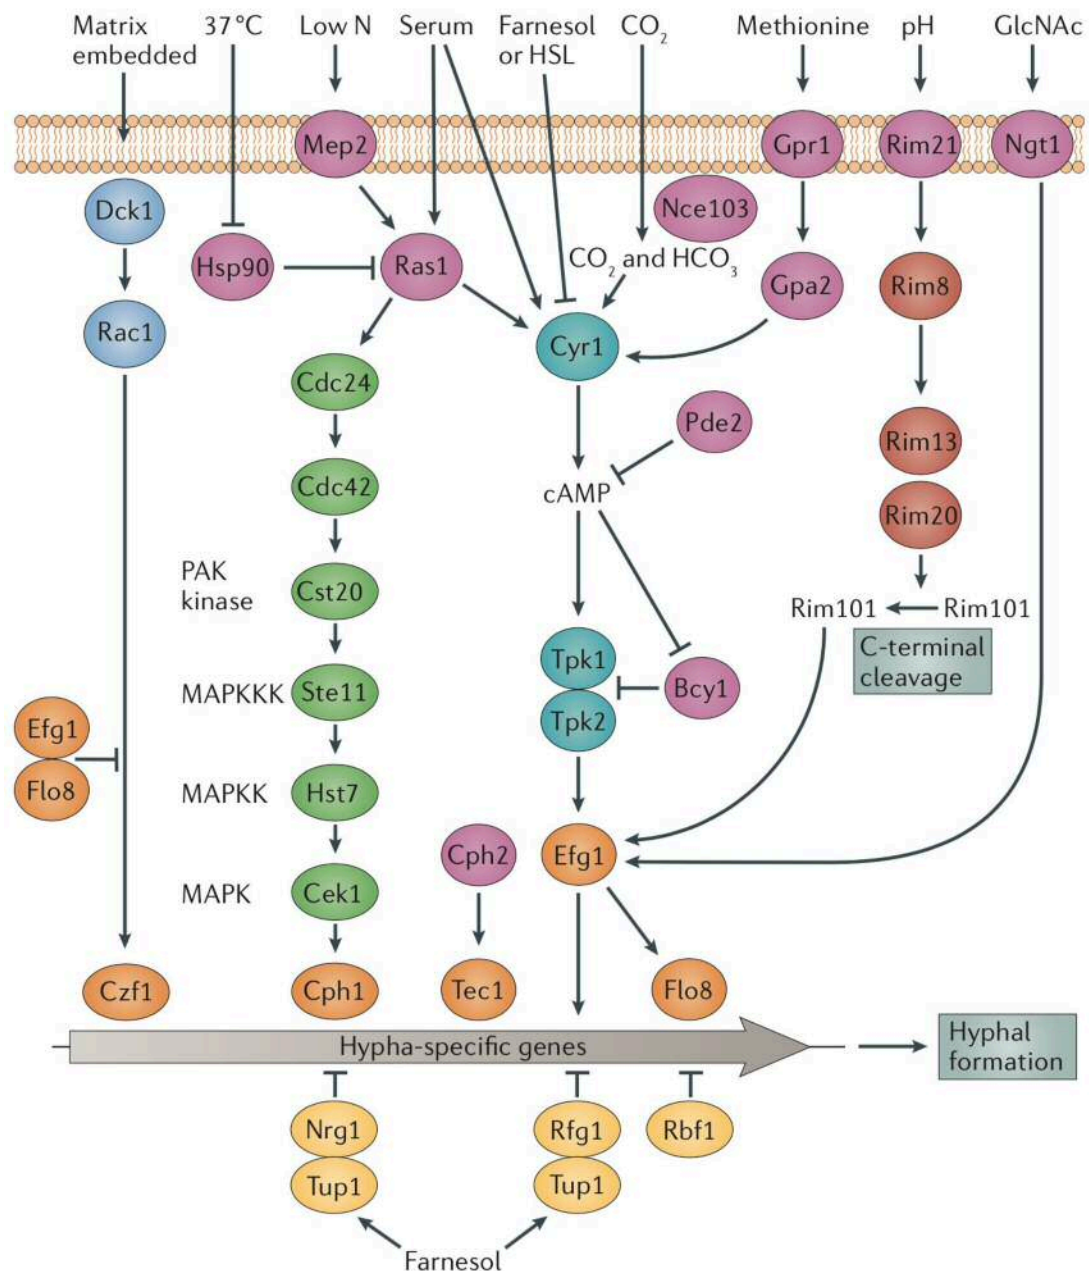 Matrix
embedded
37 °C
Low N
Serum
Farnesol
or HSL
CO₂
Methionine
pH
GlcNAc
Mep2
Gpr1
Rim21
Ngt1
Dck1
Nce103
Hsp90
Ras1
CO₂ and HCO₃
Gpa2
Rim8
Rac1
Cyr1
Cdc24
Pde2
Rim13
Cdc42
cAMP
Rim20
PAK
kinase
Cst20
Rim101
Rim101
C-terminal
cleavage
Tpk1
Bcy1
MAPKKK
Ste11
Tpk2
Efg1
Flo8
MAPKK
Hst7
Cph2
Efg1
MAPK
Cek1
Czf1
Cph1
Tec1
Flo8
Hypha-specific genes
Hyphal
formation
Nrg1
Rfg1
Rbf1
Tup1
Tup1
Farnesol